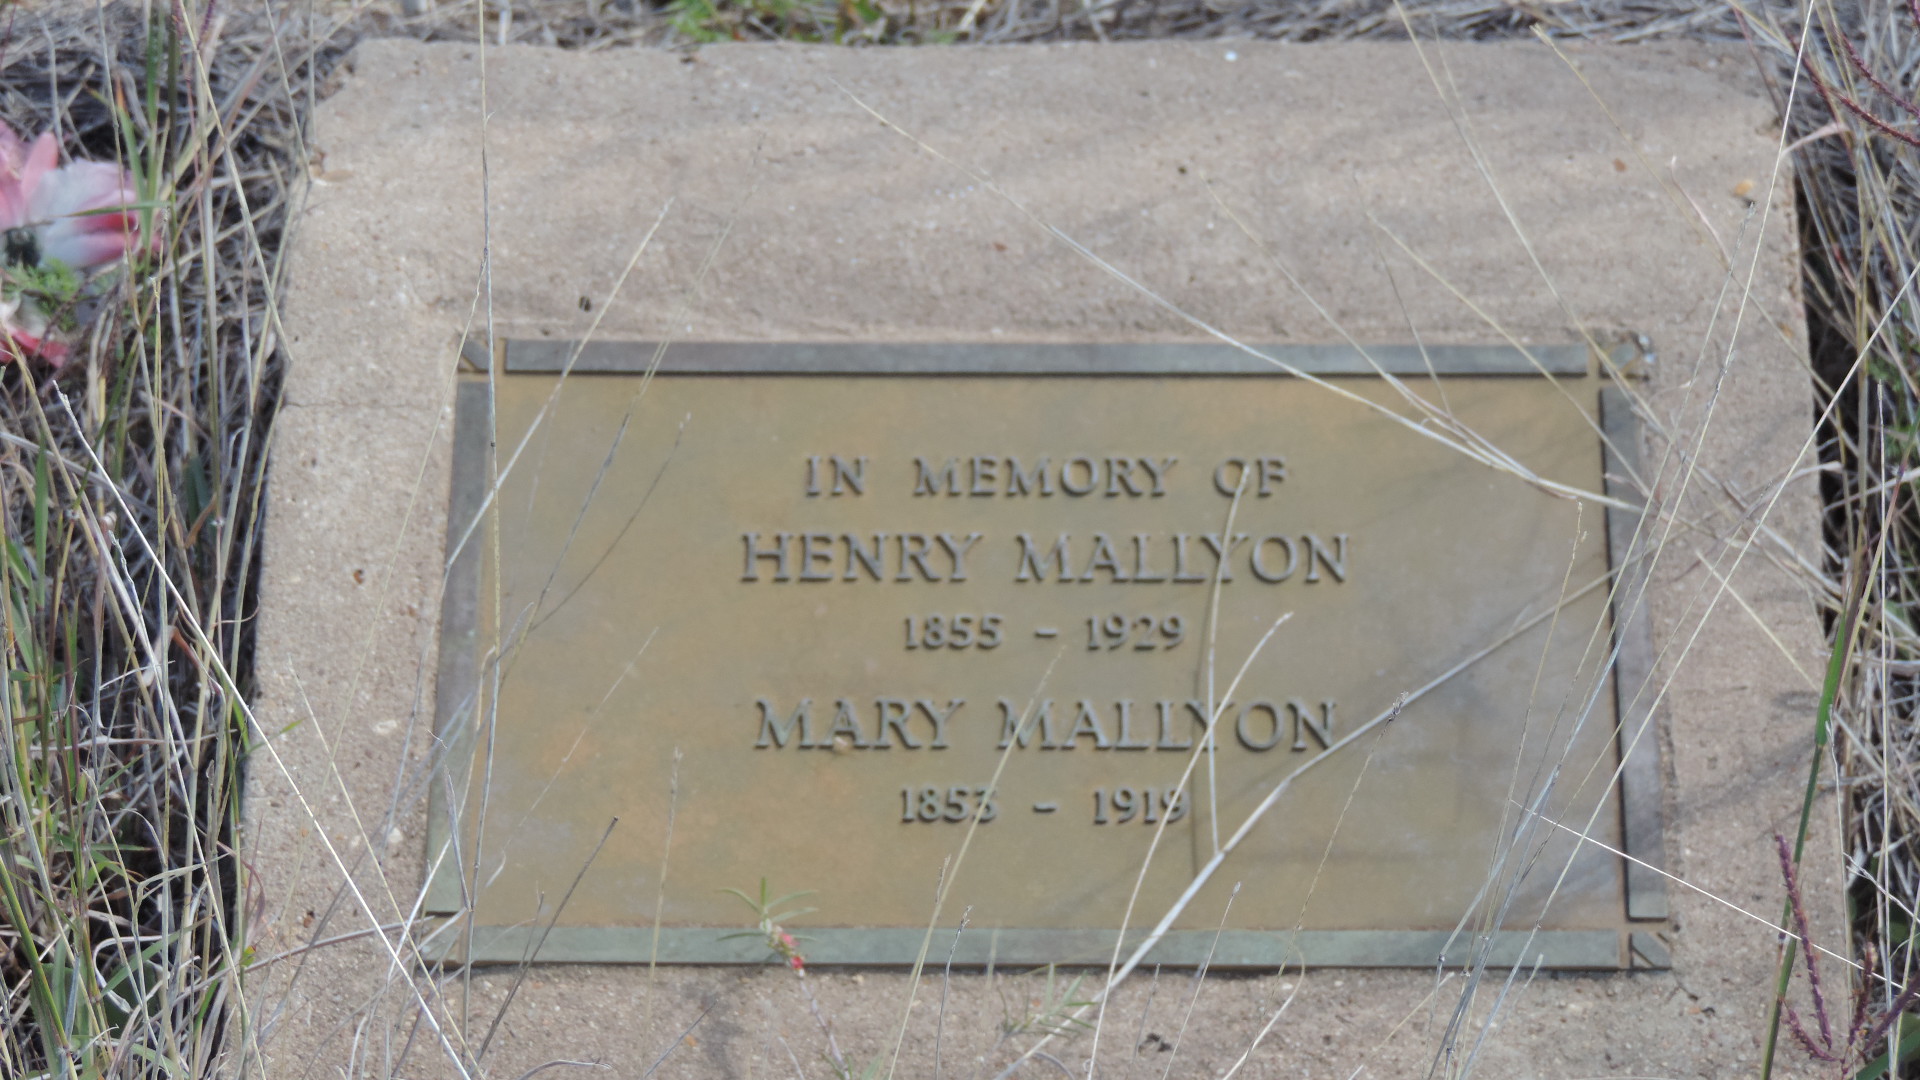 IN MEMORY OF
HENRY MALLYON
1855 - 1929
MARY MALLYON
1853 - 1919